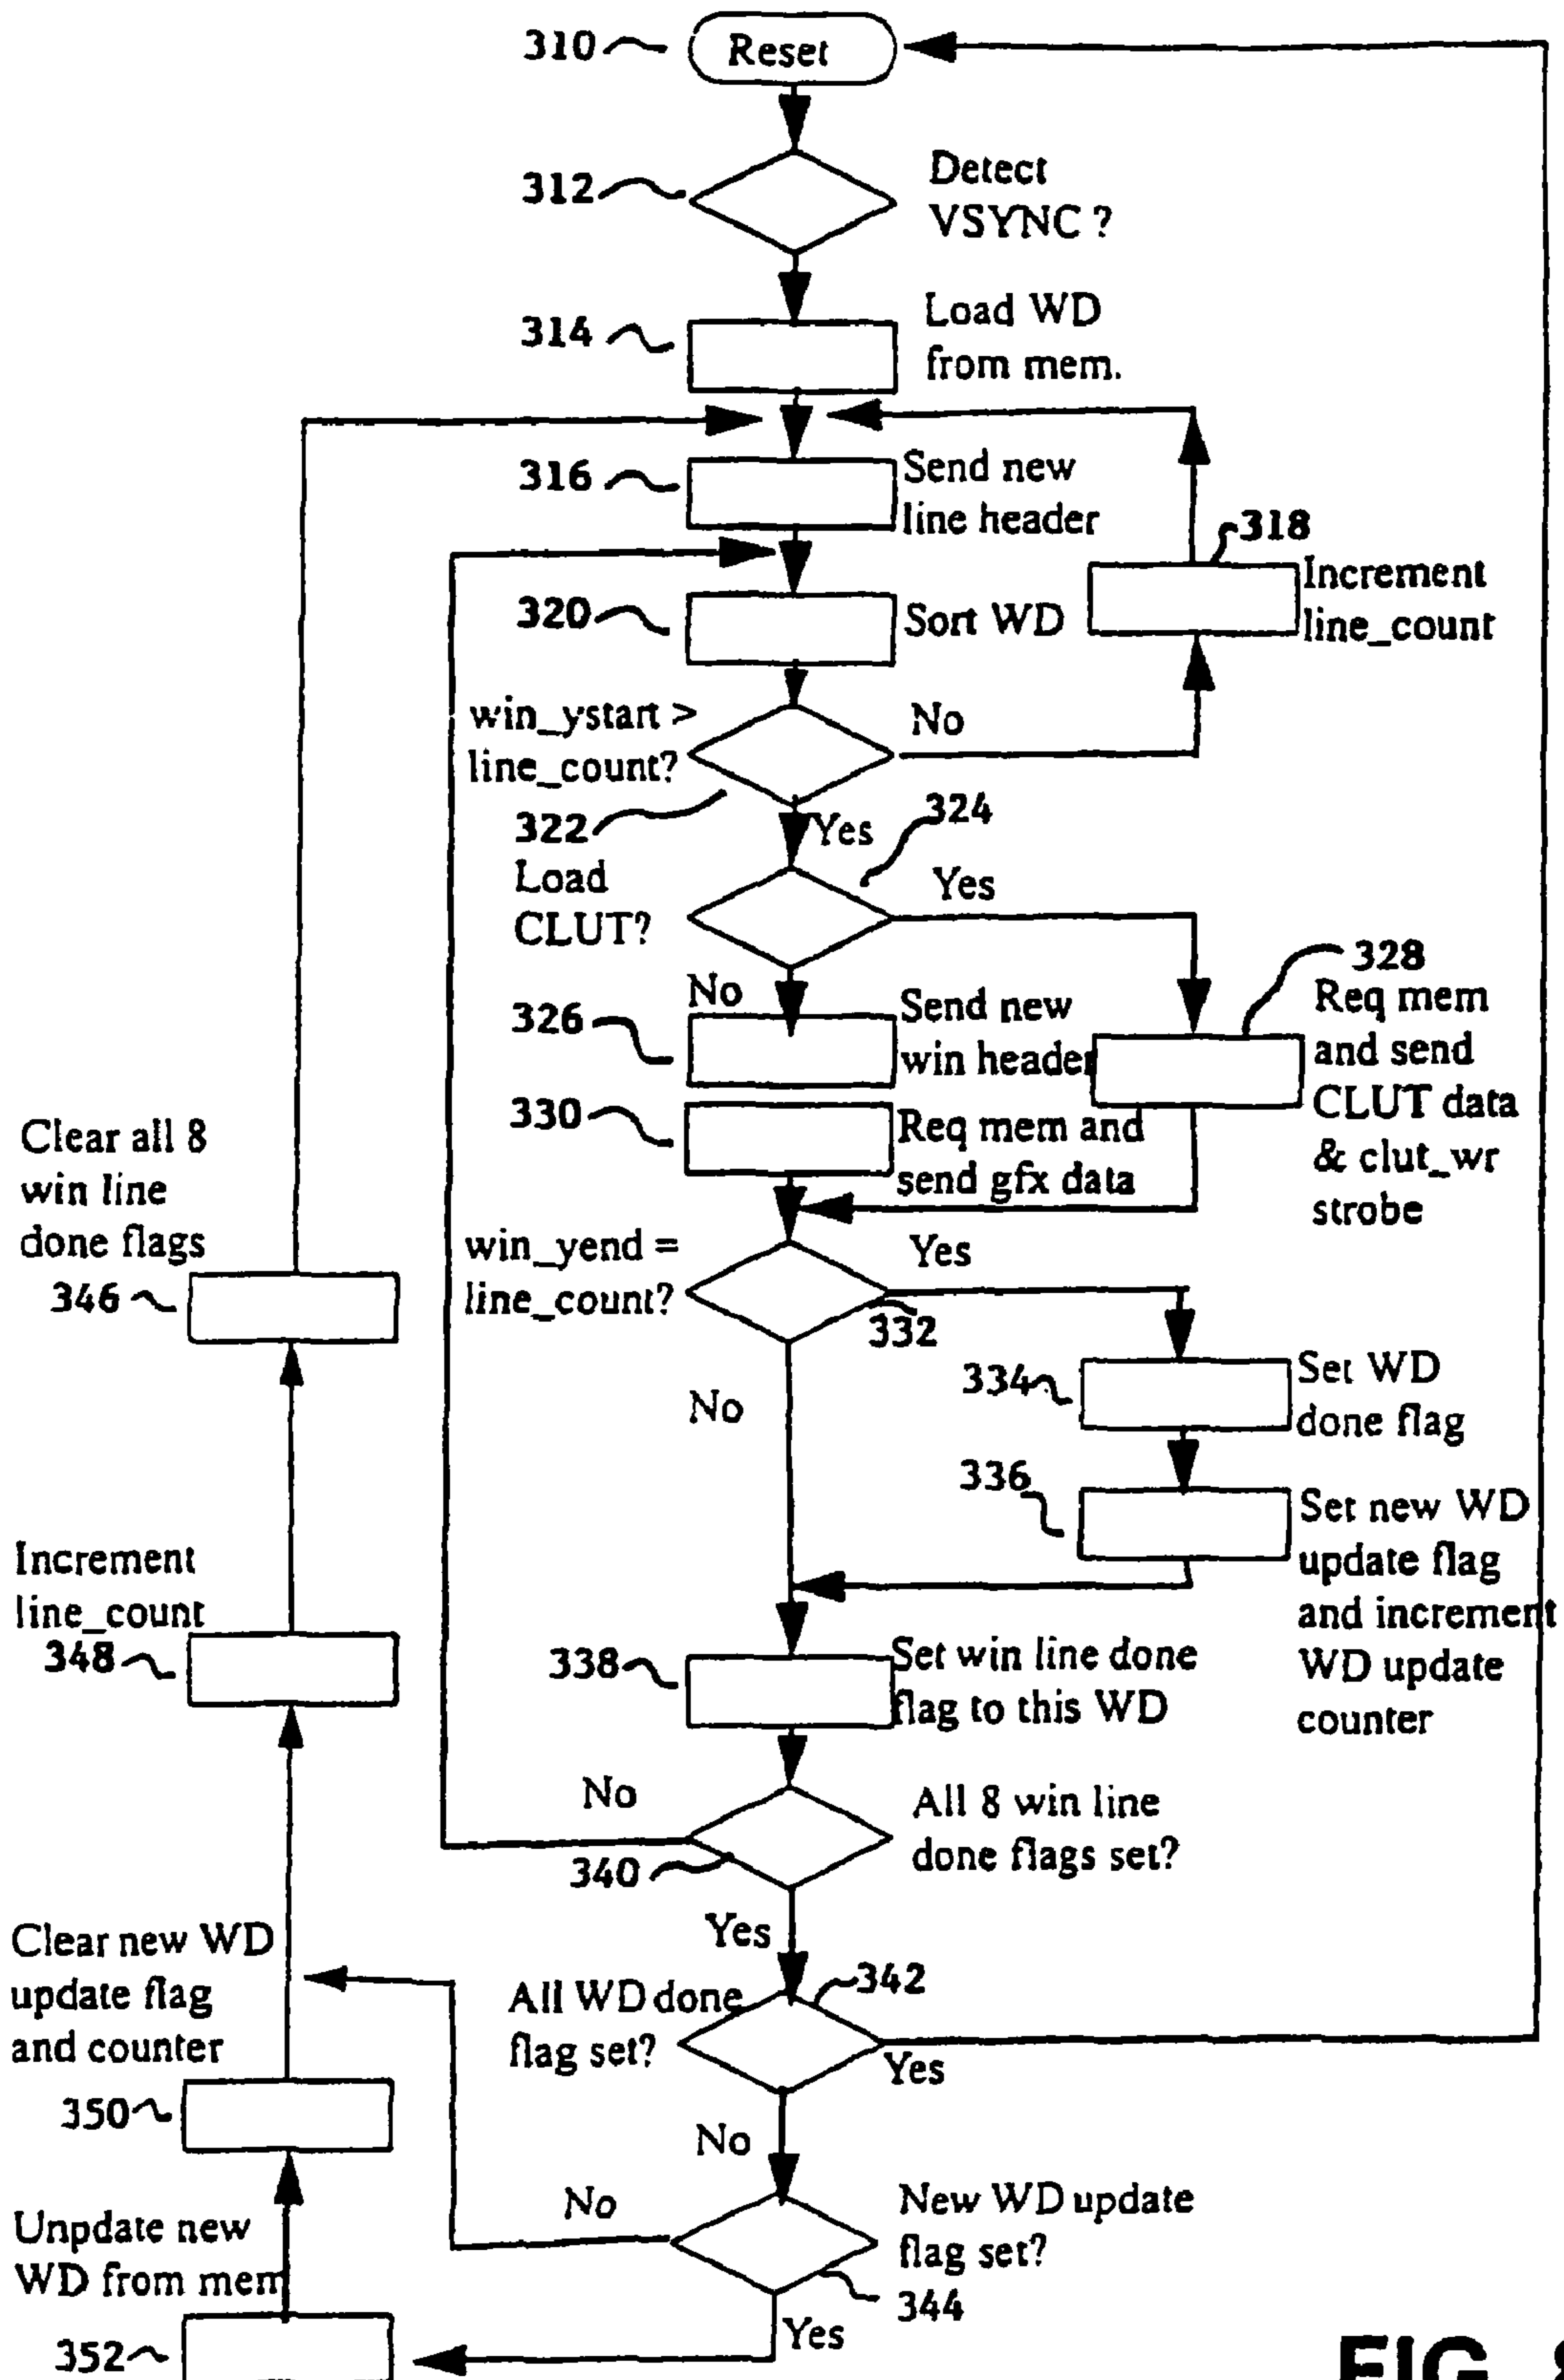 310
Reset
312
Detect
VSYNC ?
314
Load WD
from mem.
316
Send new
line header
318
Increment
line_count
320
Sort WD
win_ystart >
line_count?
No
322
Yes
324
Load
CLUT?
Yes
No
326
Send new
win header
328
Req mem
and send
CLUT data
& clut_wr
strobe
330
Req mem and
send gfx data
Clear all 8
win line
done flags
346
win_yend =
line_count?
Yes
332
No
334
Set WD
done flag
336
Set new WD
update flag
and increment
WD update
counter
Increment
line_count
348
338
Set win line done
flag to this WD
No
340
All 8 win line
done flags set?
Yes
Clear new WD
update flag
and counter
350
All WD done
flag set?
342
Yes
No
No
New WD update
flag set?
344
Yes
Unpdate new
WD from mem
352
FIG.